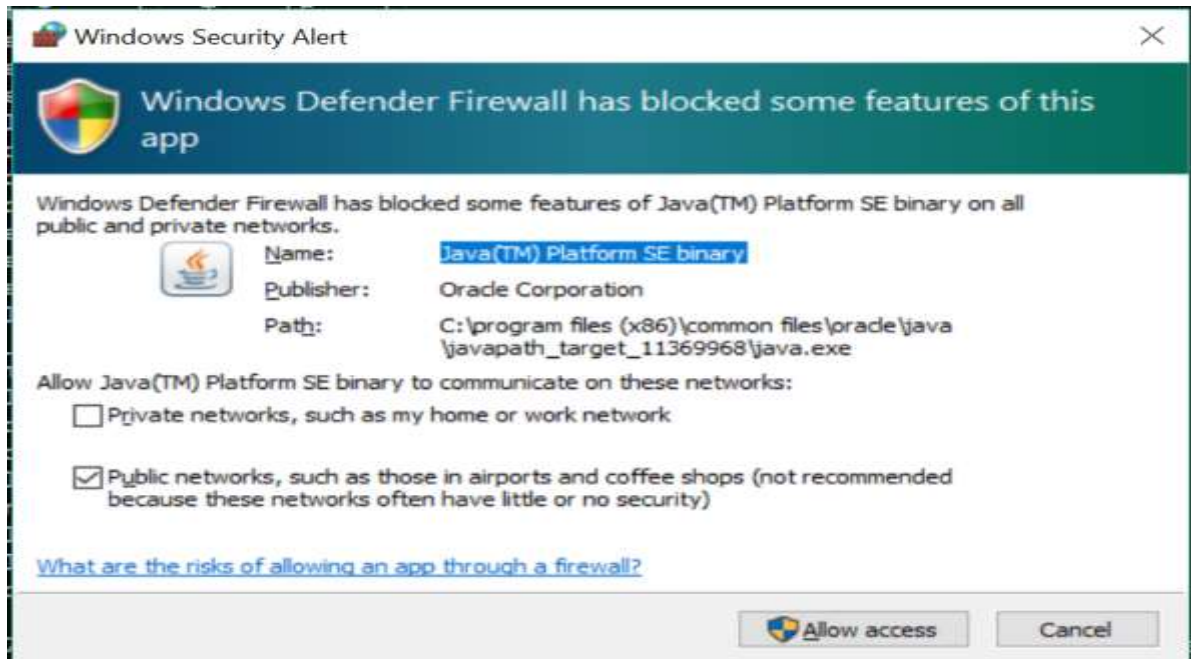 Windows Security Alert
Windows Defender Firewall has blocked some features of this
app
Windows Defender Firewall has blocked some features of Java(TM) Platform SE binary on all
public and private networks.
Name: Java(TM) Platform SE binary
Publisher: Oracle Corporation
Path: C:\program files (x86)\common files\oracle\java
\javapath_target_11369968\java.exe
Allow Java(TM) Platform SE binary to communicate on these networks:
Private networks, such as my home or work network
Public networks, such as those in airports and coffee shops (not recommended
because these networks often have little or no security)
What are the risks of allowing an app through a firewall?
Allow access Cancel